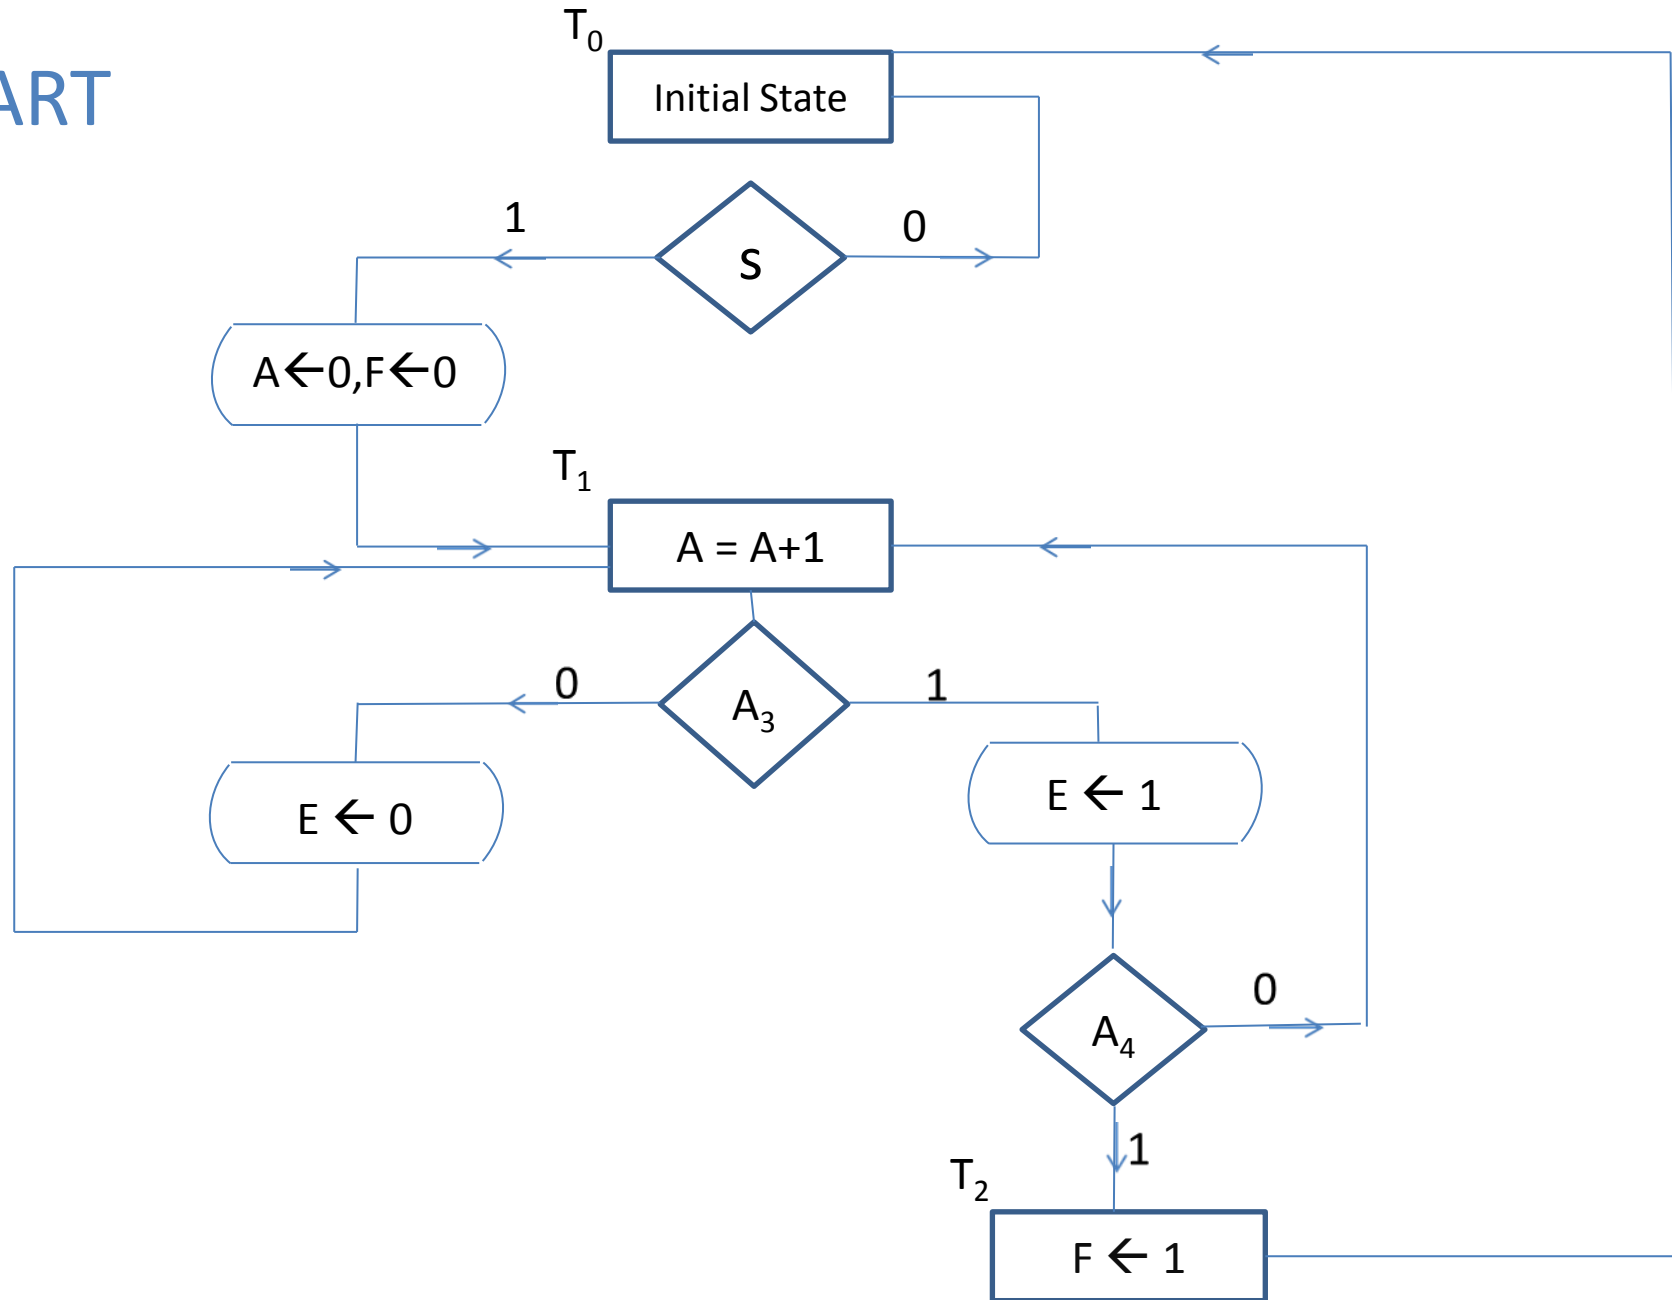 ART
T₀
Initial State
1
S
0
A←0,F←0
T₁
A = A+1
0
A₃
1
E ← 0
E ← 1
A₄
0
1
T₂
F ← 1